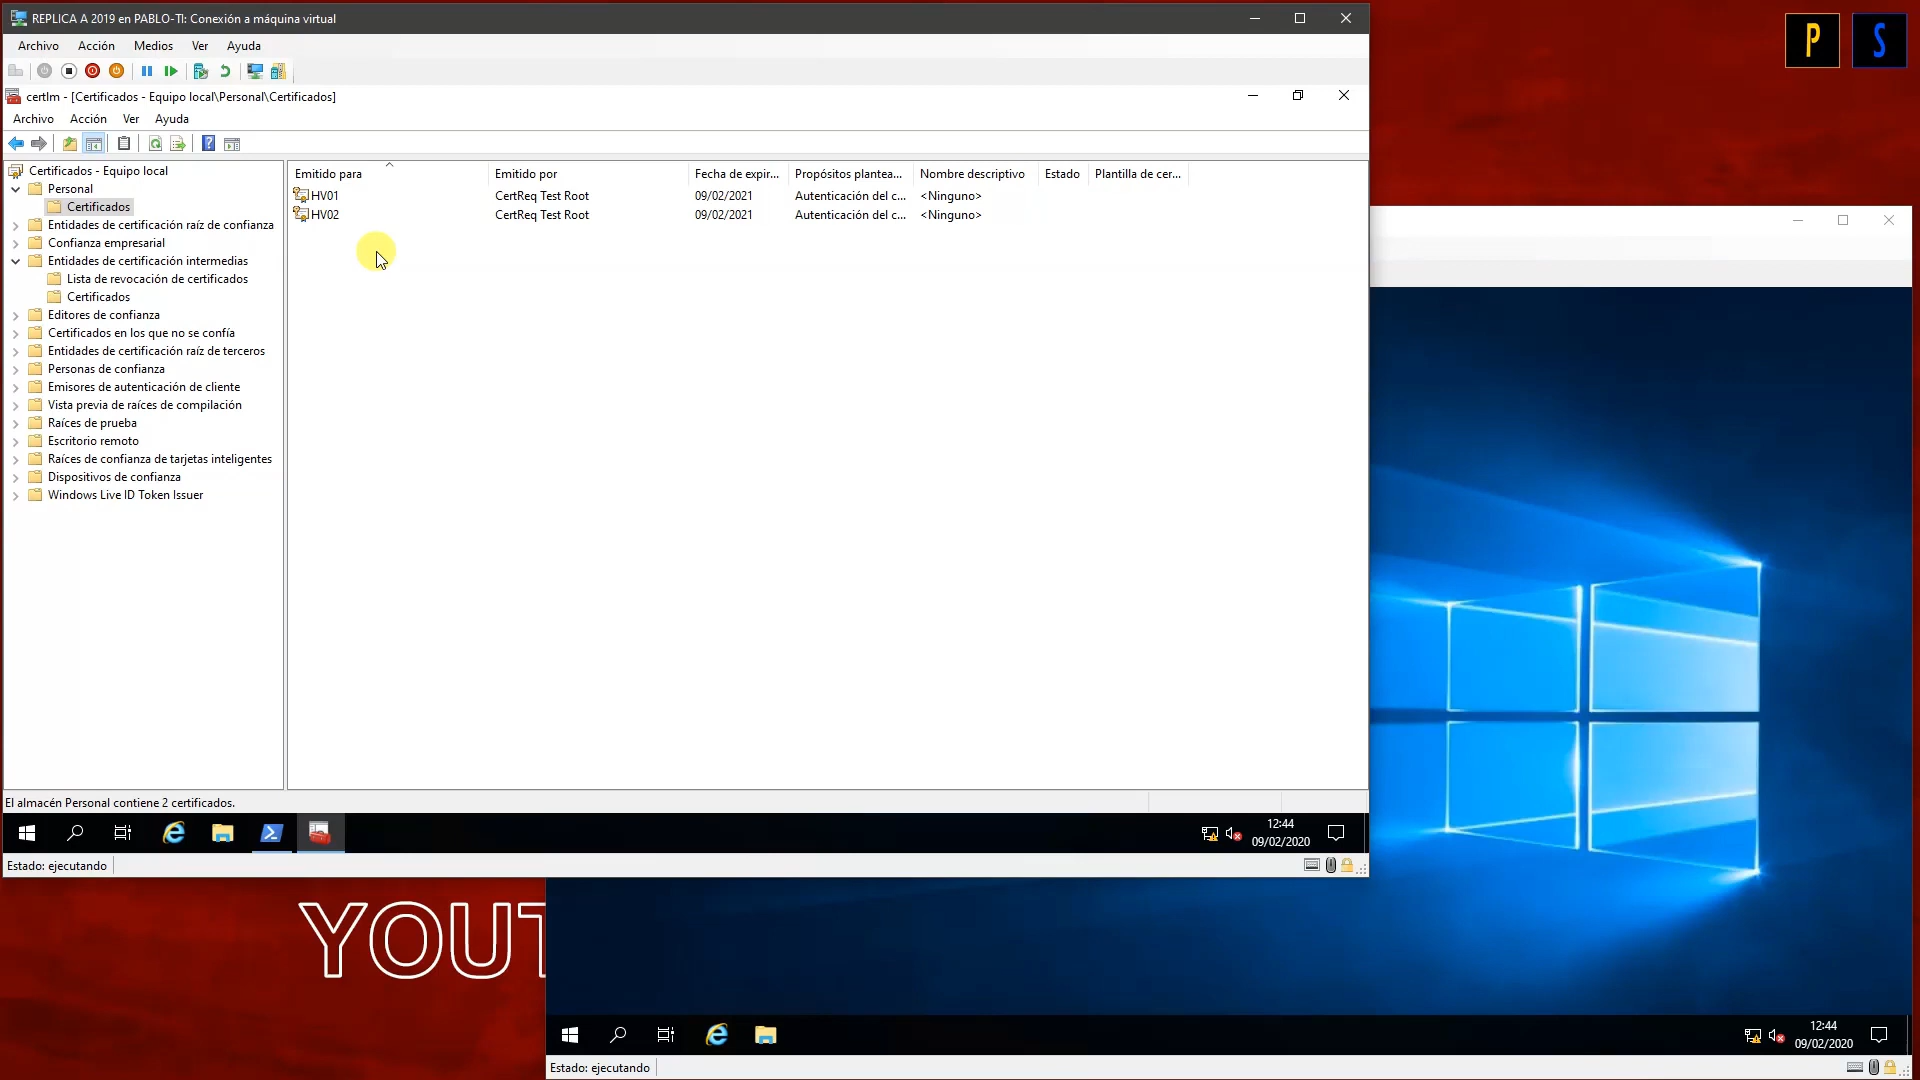 REPLICA A 2019 en PABLO-TI: Conexión a máquina virtual
P S
Archivo Acción Medios Ver Ayuda
certlm - [Certificados - Equipo local\Personal\Certificados]
Archivo Acción Ver Ayuda
Certificados - Equipo local
Personal
Certificados
Entidades de certificación raíz de confianza
Confianza empresarial
Entidades de certificación intermedias
Lista de revocación de certificados
Certificados
Editores de confianza
Certificados en los que no se confía
Entidades de certificación raíz de terceros
Personas de confianza
Emisores de autenticación de cliente
Vista previa de raíces de compilación
Raíces de prueba
Escritorio remoto
Raíces de confianza de tarjetas inteligentes
Dispositivos de confianza
Windows Live ID Token Issuer
Emitido para Emitido por Fecha de expir... Propósitos plantea... Nombre descriptivo Estado Plantilla de cer...
HV01 CertReq Test Root 09/02/2021 Autenticación del c... <Ninguno>
HV02 CertReq Test Root 09/02/2021 Autenticación del c... <Ninguno>
El almacén Personal contiene 2 certificados.
12:44
09/02/2020
Estado: ejecutando
YOUT
12:44
09/02/2020
Estado: ejecutando